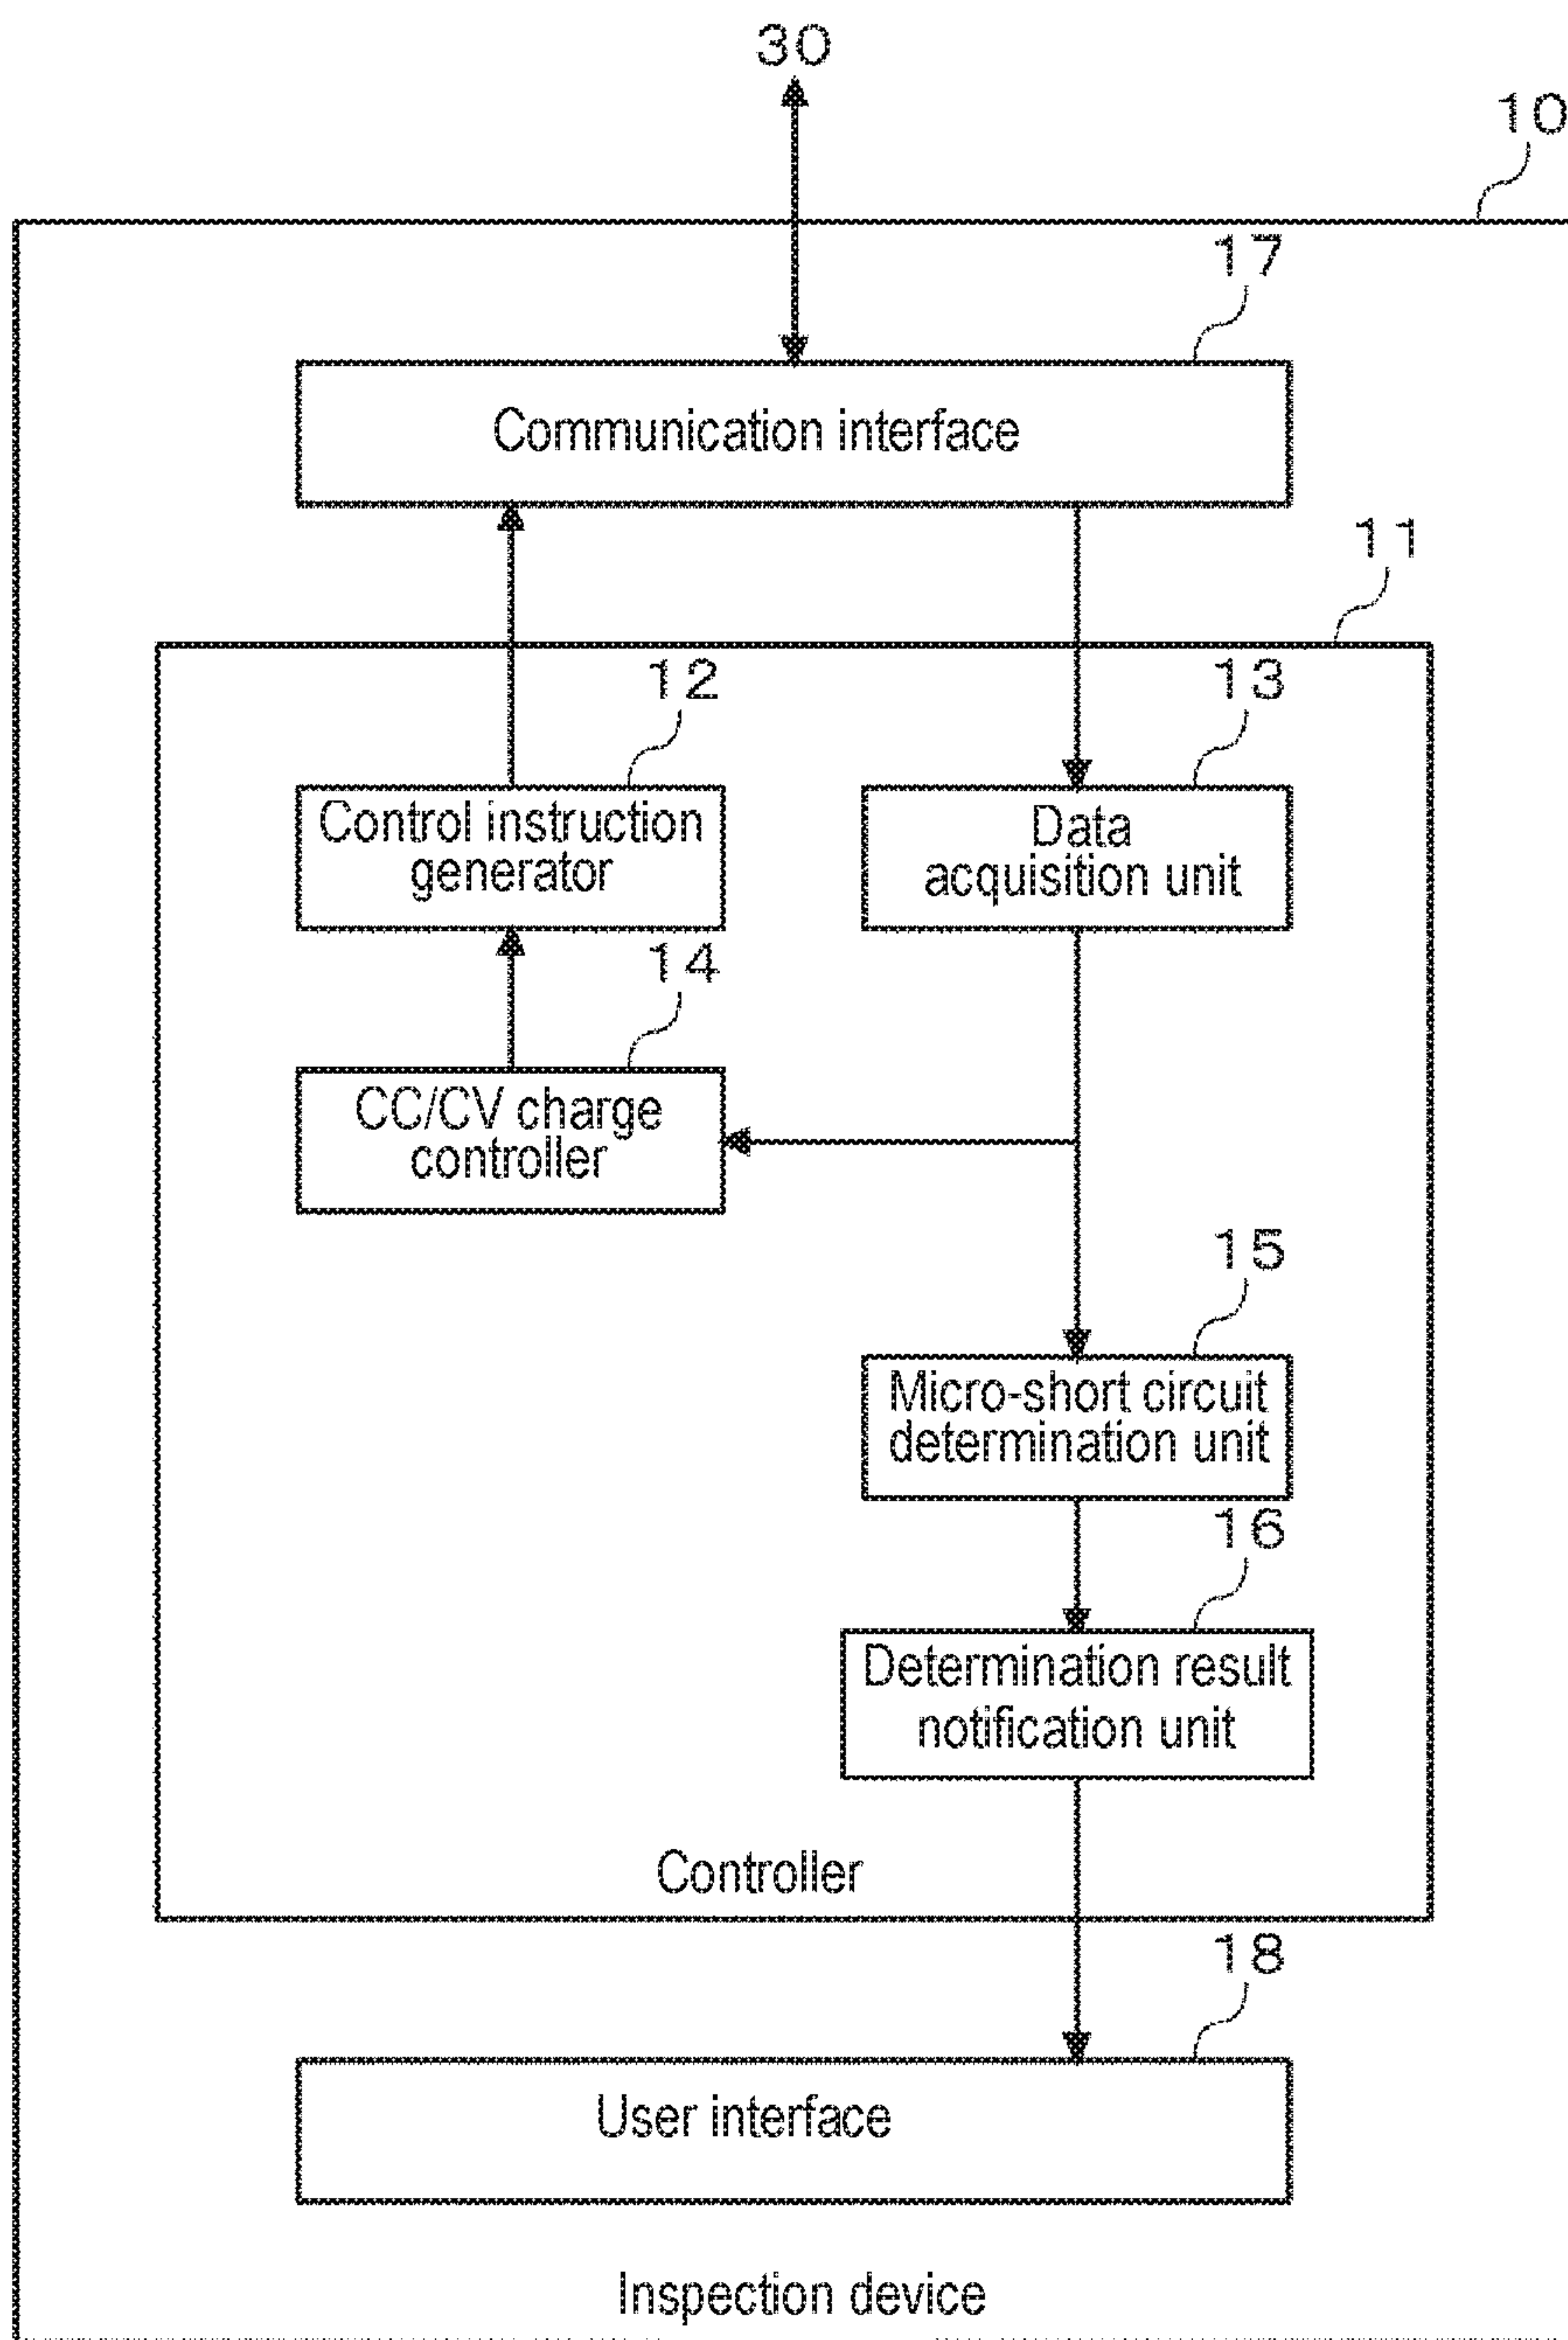 30
10
17
Communication interface
11
12
13
Control instruction
generator
Data
acquisition unit
14
CC/CV charge
controller
15
Micro-short circuit
determination unit
16
Determination result
notification unit
Controller
18
User interface
Inspection device